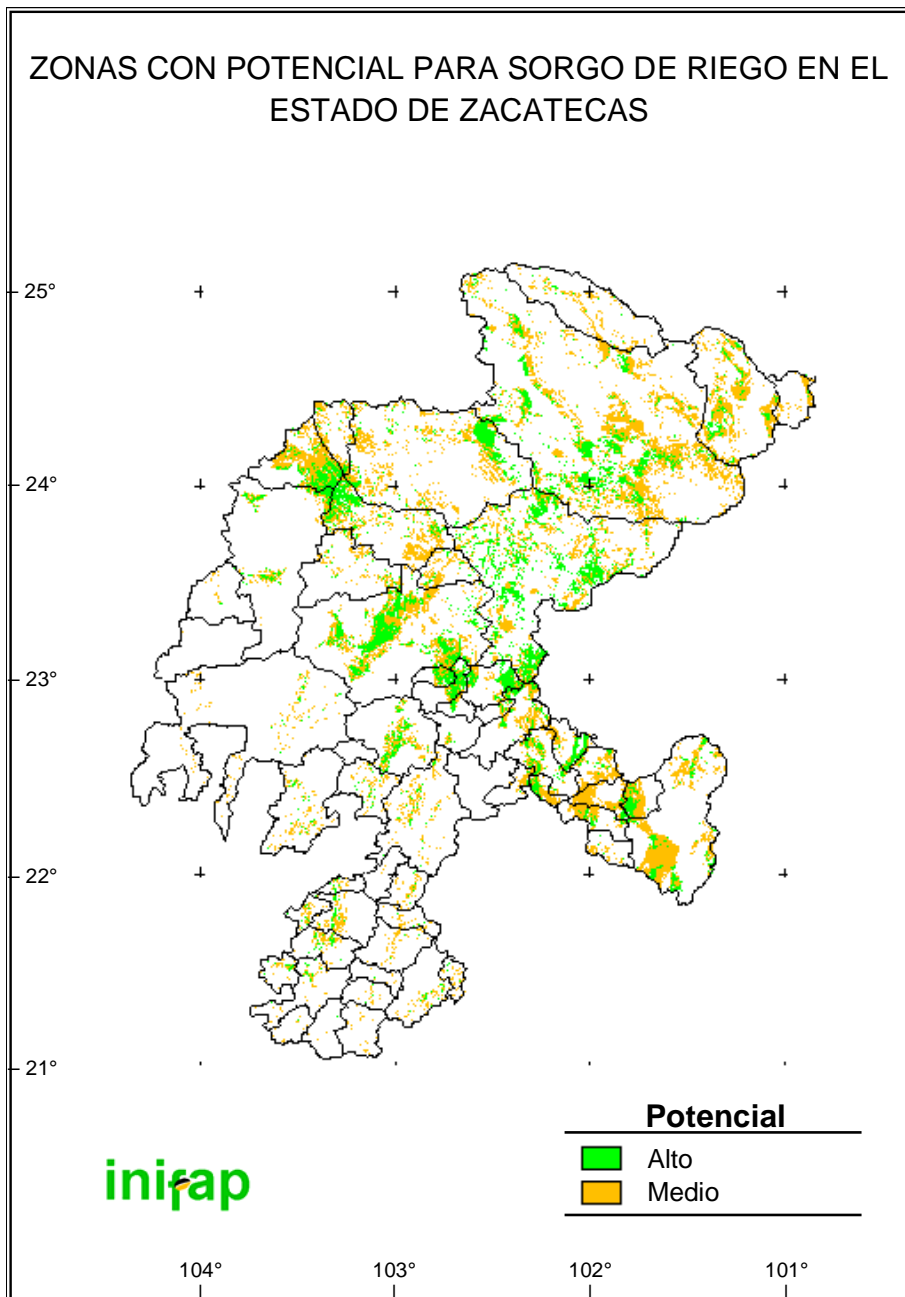 ZONAS CON POTENCIAL PARA SORGO DE RIEGO EN EL
ESTADO DE ZACATECAS
25°
24°
23°
22°
21°
Potencial
Alto
Medio
inifap
104°
103°
102°
101°